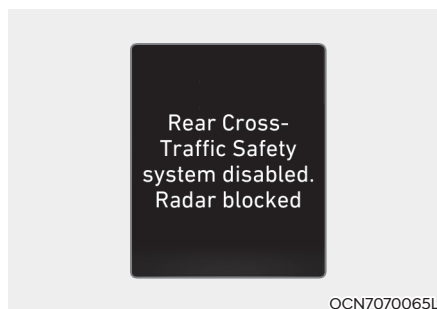 Rear Cross-
Traffic Safety
system disabled.
Radar blocked
OCN7070065L